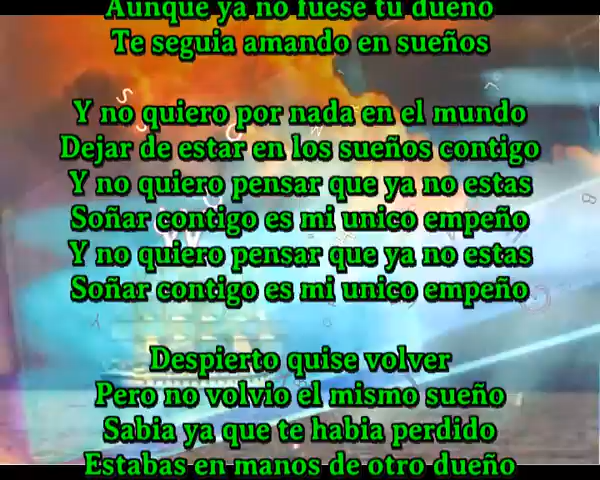 Aunque ya no fuese tu dueño
Te seguia amando en sueños
Y no quiero por nada en el mundo
Dejar de estar en los sueños contigo
Y no quiero pensar que ya no estas
Soñar contigo es mi unico empeño
Y no quiero pensar que ya no estas
Soñar contigo es mi unico empeño
Despierto quise volver
Pero no volvio el mismo sueño
Sabia ya que te habia perdido
Estabas en manos de otro dueño